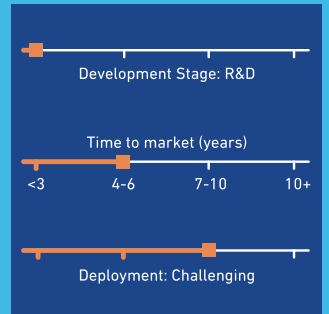 Development Stage: R&D
Time to market (years)
<3 4-6 7-10 10+
Deployment: Challenging